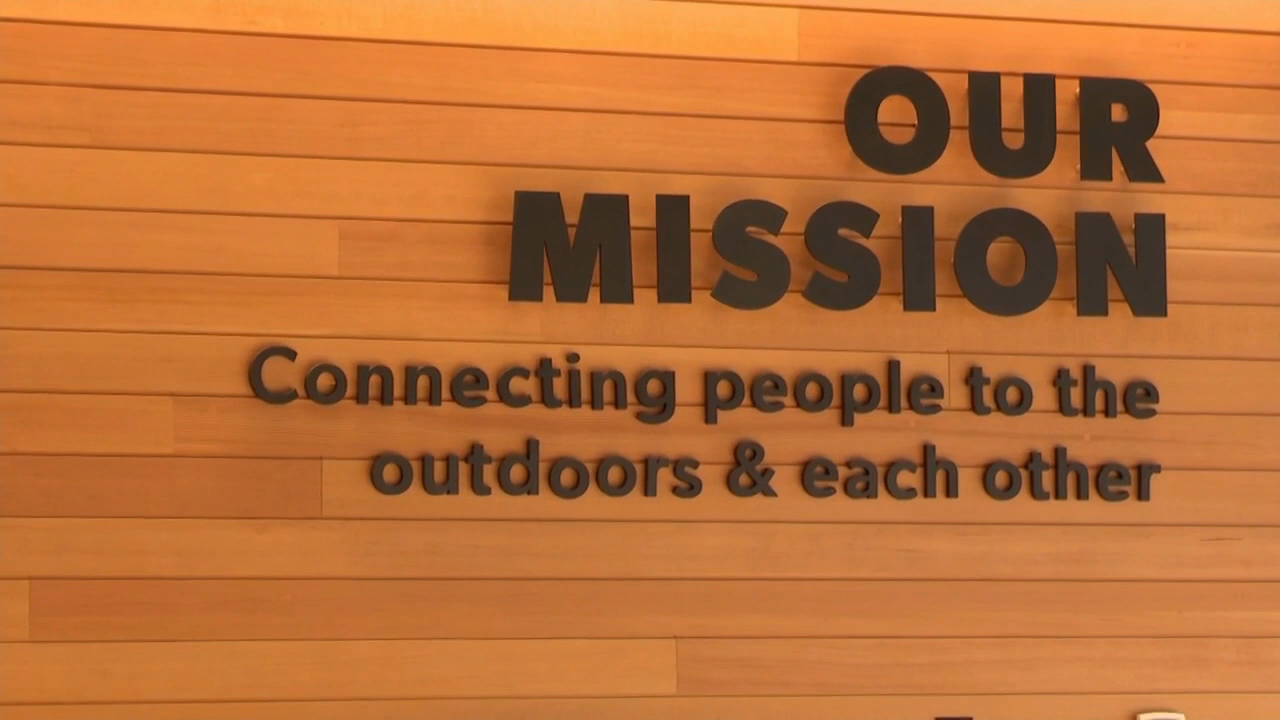 OUR
MISSION
Connecting people to the
outdoors & each other